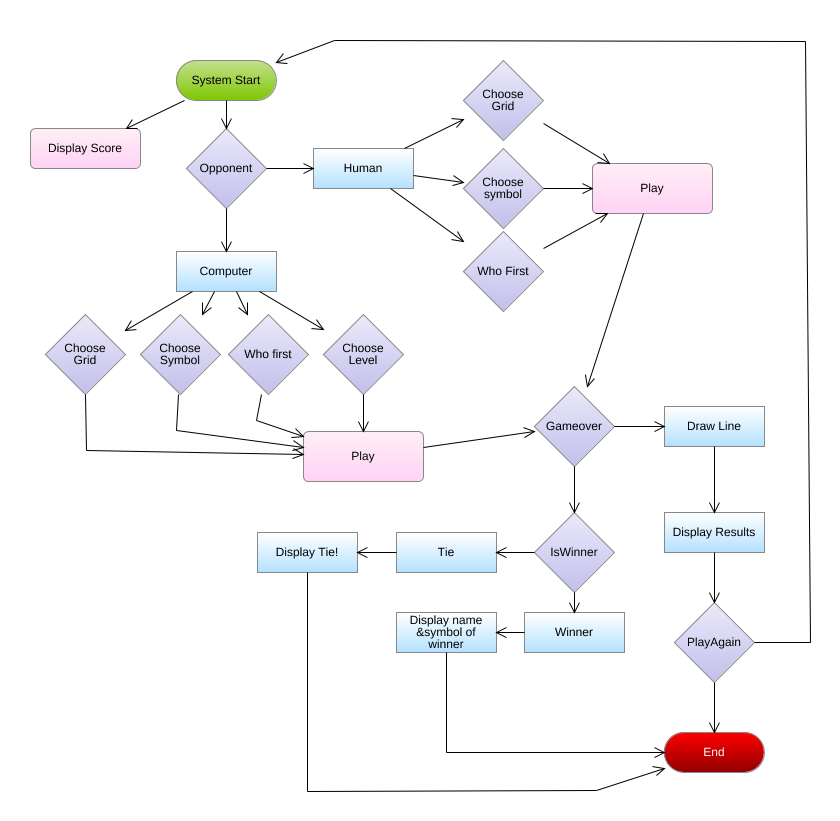 System Start
Display Score
Opponent
Human
Choose
Grid
Choose
symbol
Who First
Play
Computer
Choose
Grid
Choose
Symbol
Who first
Choose
Level
Play
Gameover
Draw Line
Display Results
IsWinner
Tie
Display Tie!
Winner
Display name
&symbol of
winner
PlayAgain
End